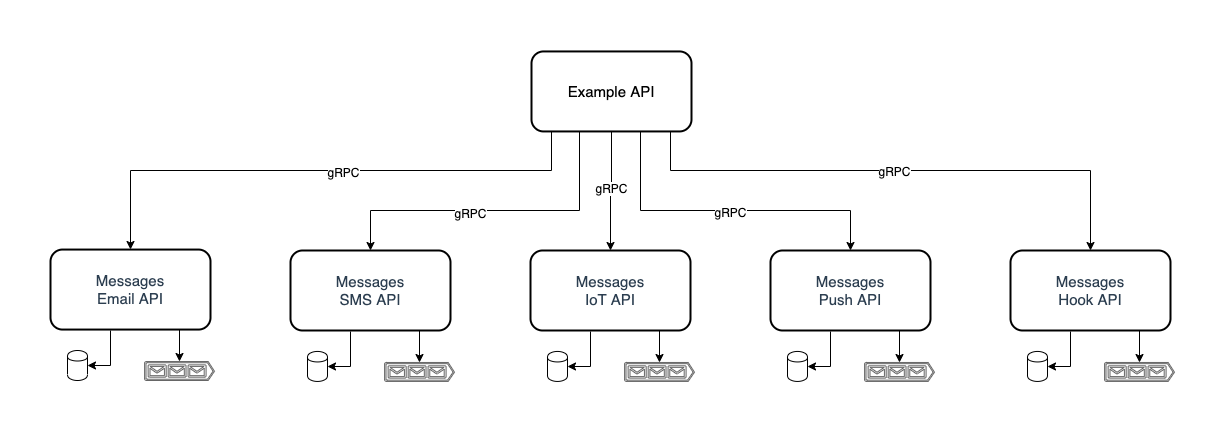 Example API
gRPC
gRPC
gRPC
gRPC
gRPC
Messages
Email API
Messages
SMS API
Messages
IoT API
Messages
Push API
Messages
Hook API